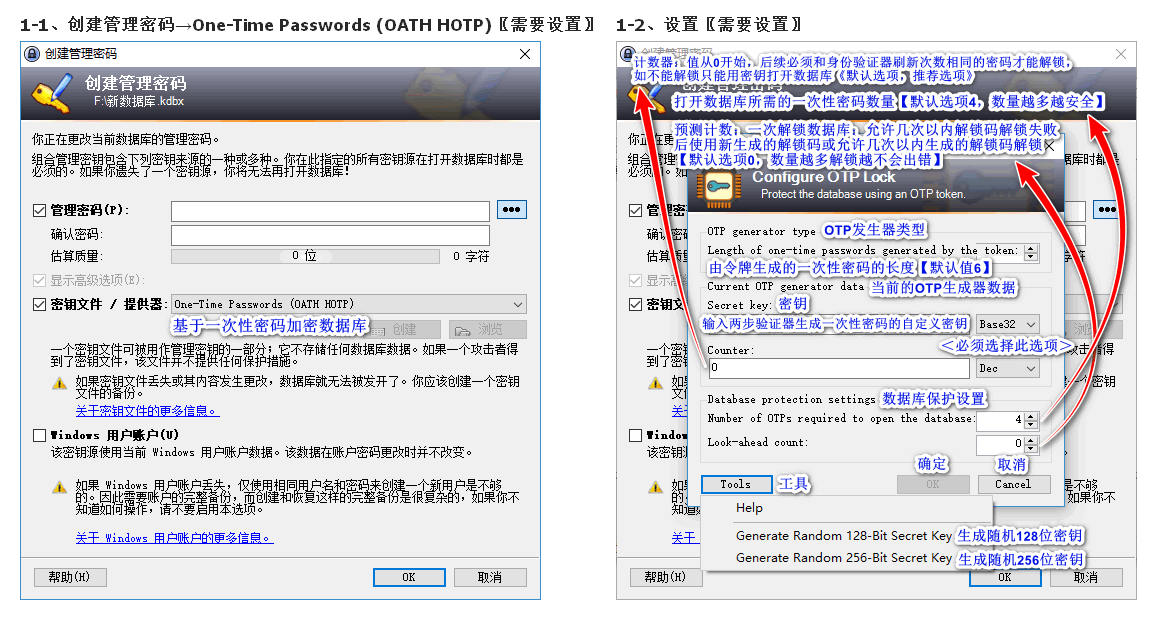 1-1、创建管理密码→One-Time Passwords (OATH HOTP)〖需要设置〗
创建管理密码
创建管理密码
F:\新数据库.kdbx
你正在更改当前数据库的管理密码。
组合管理密钥包含下列密钥来源的一种或多种。你在此指定的所有密钥源在打开数据库时都是
必须的。如果你遗失了一个密钥源，你将无法再打开数据库！
管理密码(P):
确认密码:
估算质量:
0 位
0 字符
显示高级选项(E):
密钥文件 / 提供器:
One-Time Passwords (OATH HOTP)
基于一次性密码加密数据库
创建
浏览
一个密钥文件可被用作管理密钥的一部分；它不存储任何数据库数据。如果一个攻击者得
到了密钥文件，该文件并不提供任何保护措施。
如果密钥文件丢失或其内容发生更改，数据库就无法被发开了。你应该创建一个密钥
文件的备份。
关于密钥文件的更多信息。
Windows 用户账户(U)
该密钥源使用当前 Windows 用户账户数据。该数据在账户密码更改时并不改变。
如果 Windows 用户账户丢失，仅使用相同用户名和密码来创建一个新用户是不够
的。因此需要账户的完整备份，而创建和恢复这样的完整备份是很复杂的，如果你不
知道如何操作，请不要启用本选项。
关于 Windows 用户账户的更多信息。
帮助(H)
OK
取消
1-2、设置〖需要设置〗
计数器；值从0开始，后续必须和身份验证器刷新次数相同的密码才能解锁，
如不能解锁只能用密钥打开数据库《默认选项，推荐选项》
打开数据库所需的一次性密码数量【默认选项4，数量越多越安全】
预测计数；一次解锁数据库；允许几次以内解锁码解锁失败
后使用新生成的解锁码或允许几次以内生成的解锁码解锁
【默认选项0，数量越多解锁越不会出错】
Configure OTP Lock
Protect the database using an OTP token.
OTP generator type
OTP发生器类型
Length of one-time passwords generated by the token:
由令牌生成的一次性密码的长度【默认值6】
Current OTP generator data
当前的OTP生成器数据
Secret key:
密钥
输入两步验证器生成一次性密码的自定义密钥
Base32
＜必须选择此选项＞
Counter:
0
Dec
Database protection settings
数据库保护设置
Number of OTPs required to open the database:
4
Look-ahead count:
0
确定
取消
Tools
工具
OK
Cancel
Help
Generate Random 128-Bit Secret Key
生成随机128位密钥
Generate Random 256-Bit Secret Key
生成随机256位密钥
帮助(H)
OK
取消